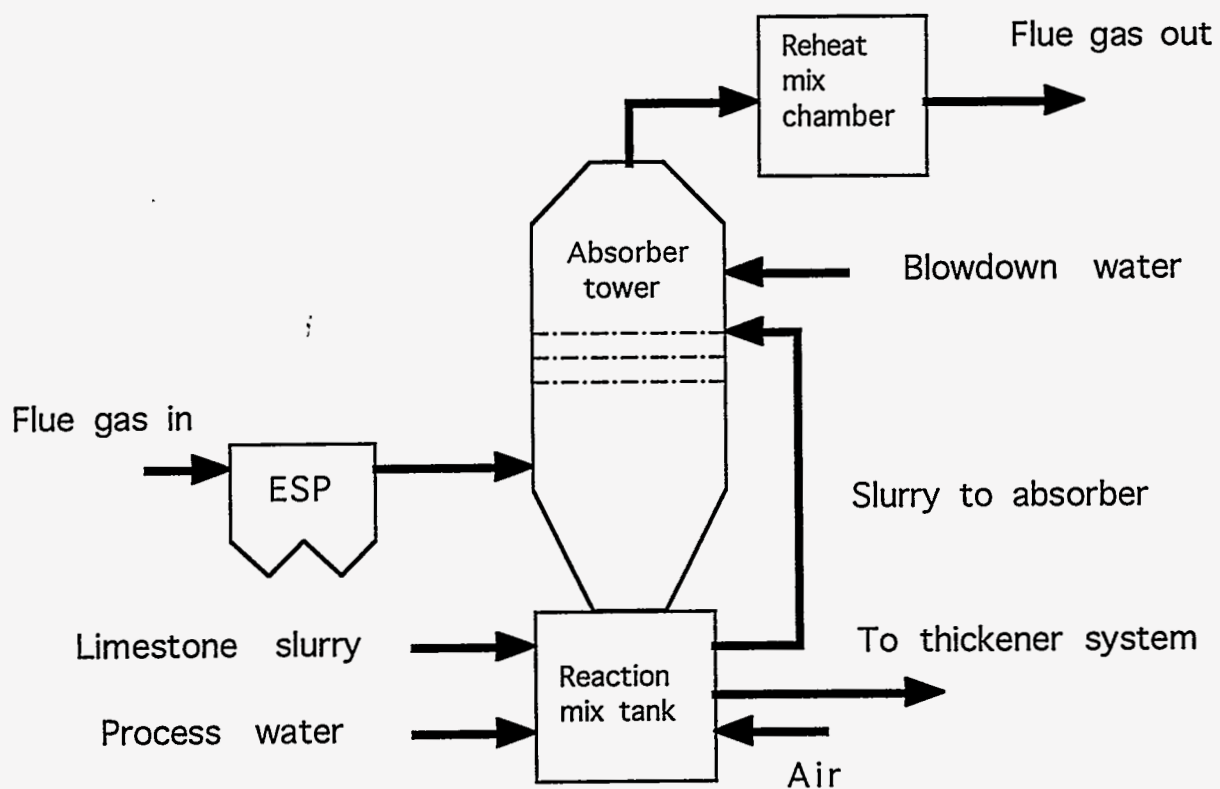 Flue gas out
Reheat
mix
chamber
Absorber
tower
Blowdown water
Flue gas in
ESP
Slurry to absorber
Limestone slurry
To thickener system
Reaction
mix tank
Process water
Air